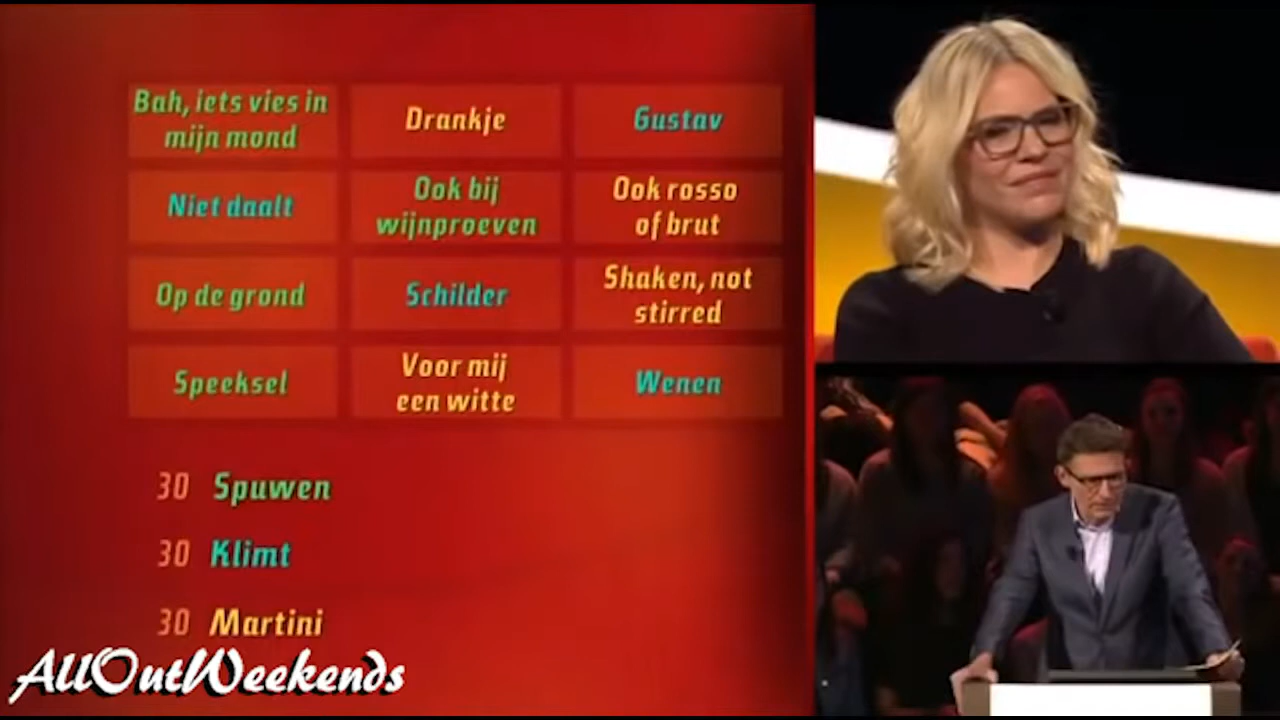 Bah, iets vies in
mijn mond
Drankje
Gustav
Niet daalt
Ook bij
wijnproeven
Ook rosso
of brut
Op de grond
Schilder
Shaken, not
stirred
Speeksel
Voor mij
een witte
Wenen
30 Spuwen
30 Klimt
30 Martini
AllOutWeekends